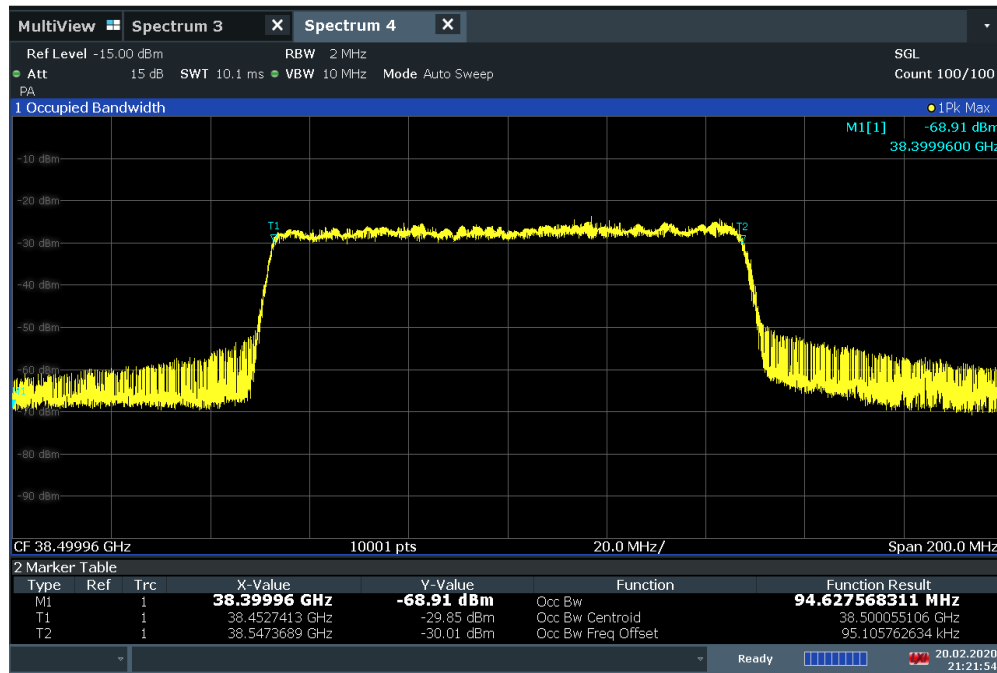 MultiView Spectrum 3 X Spectrum 4 X
Ref Level -15.00 dBm RBW 2 MHz SGL
Att 15 dB SWT 10.1 ms VBW 10 MHz Mode Auto Sweep Count 100/100
PA
1 Occupied Bandwidth 1Pk Max
M1[1] -68.91 dBm
38.3999600 GHz
-10 dBm
-20 dBm
T1 T2
-30 dBm
-40 dBm
-50 dBm
-60 dBm
-70 dBm
-80 dBm
-90 dBm
CF 38.49996 GHz 10001 pts 20.0 MHz/ Span 200.0 MHz
2 Marker Table
Type Ref Trc X-Value Y-Value Function Function Result
M1 1 38.39996 GHz -68.91 dBm Occ Bw 94.627568311 MHz
T1 1 38.4527413 GHz -29.85 dBm Occ Bw Centroid 38.500055106 GHz
T2 1 38.5473689 GHz -30.01 dBm Occ Bw Freq Offset 95.105762634 kHz
Ready 20.02.2020
21:21:54